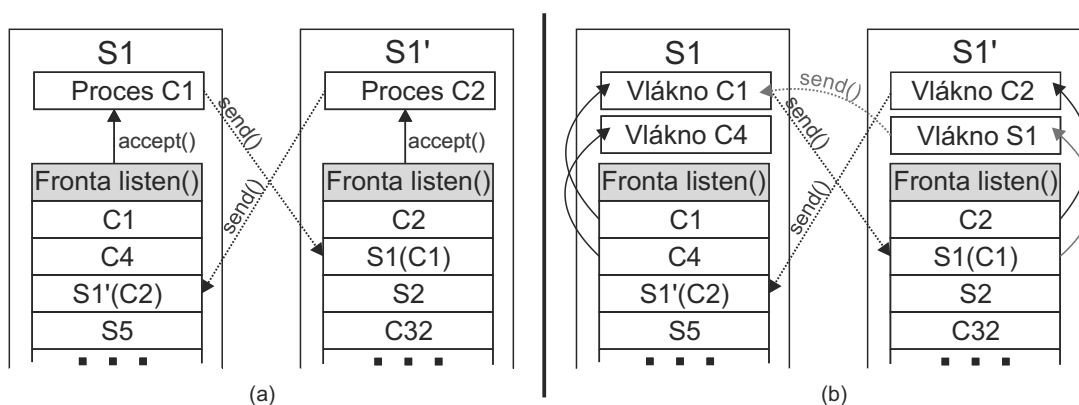 S1
Proces C1
send()
accept()
send()
Fronta listen()
C1
C4
S1'(C2)
S5
S1'
Proces C2
accept()
Fronta listen()
C2
S1(C1)
S2
C32
(a)
S1
Vlákno C1
Vlákno C4
send()
send()
send()
Fronta listen()
C1
C4
S1'(C2)
S5
S1'
Vlákno C2
Vlákno S1
Fronta listen()
C2
S1(C1)
S2
C32
(b)